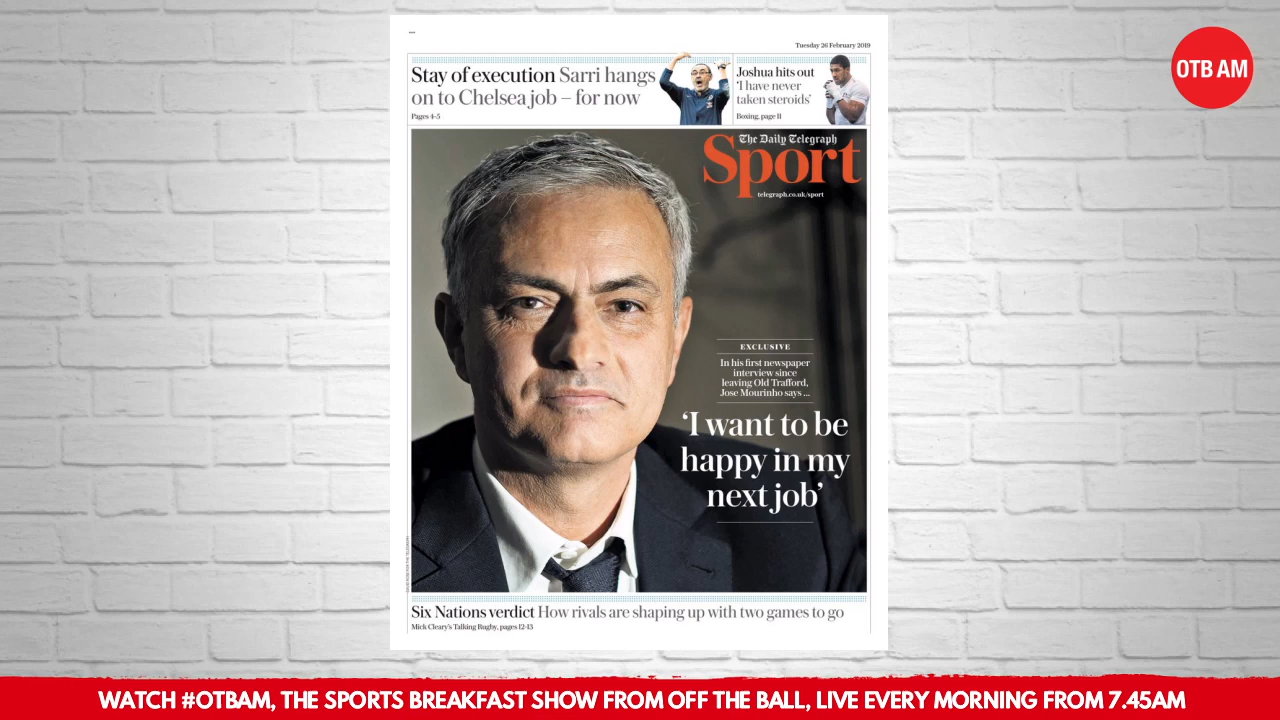 Tuesday 26 February 2019
OTB AM
Stay of execution Sarri hangs
on to Chelsea job – for now
Pages 4-5
Joshua hits out
'I have never
taken steroids'
Boxing, page 11
The Daily Telegraph
Sport
telegraph.co.uk/sport
EXCLUSIVE
In his first newspaper
interview since
leaving Old Trafford,
Jose Mourinho says ...
'I want to be
happy in my
next job'
Six Nations verdict How rivals are shaping up with two games to go
Mick Cleary's Talking Rugby, pages 12-13
WATCH #OTBAM, THE SPORTS BREAKFAST SHOW FROM OFF THE BALL, LIVE EVERY MORNING FROM 7.45AM